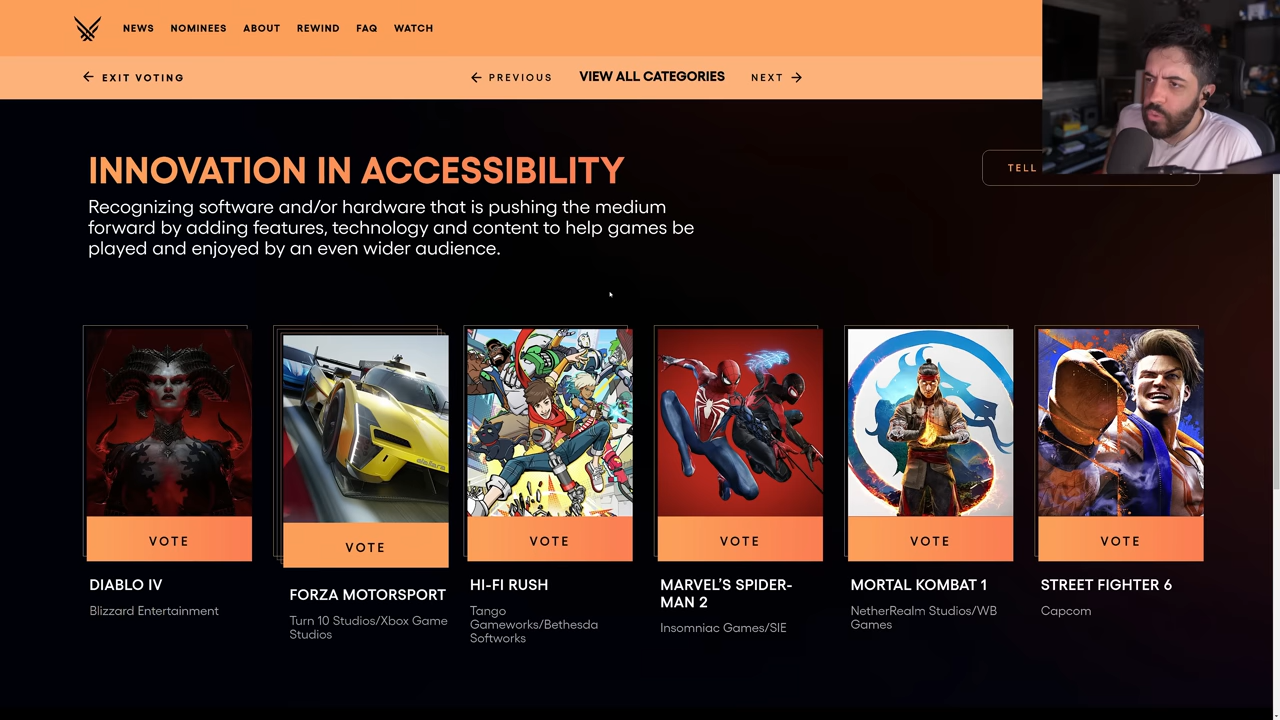 NEWS NOMINEES ABOUT REWIND FAQ WATCH
EXIT VOTING
PREVIOUS VIEW ALL CATEGORIES NEXT
INNOVATION IN ACCESSIBILITY
TELL
Recognizing software and/or hardware that is pushing the medium
forward by adding features, technology and content to help games be
played and enjoyed by an even wider audience.
VOTE
DIABLO IV
Blizzard Entertainment
VOTE
FORZA MOTORSPORT
Turn 10 Studios/Xbox Game
Studios
VOTE
HI-FI RUSH
Tango
Gameworks/Bethesda
Softworks
VOTE
MARVEL'S SPIDER-
MAN 2
Insomniac Games/SIE
VOTE
MORTAL KOMBAT 1
NetherRealm Studios/WB
Games
VOTE
STREET FIGHTER 6
Capcom